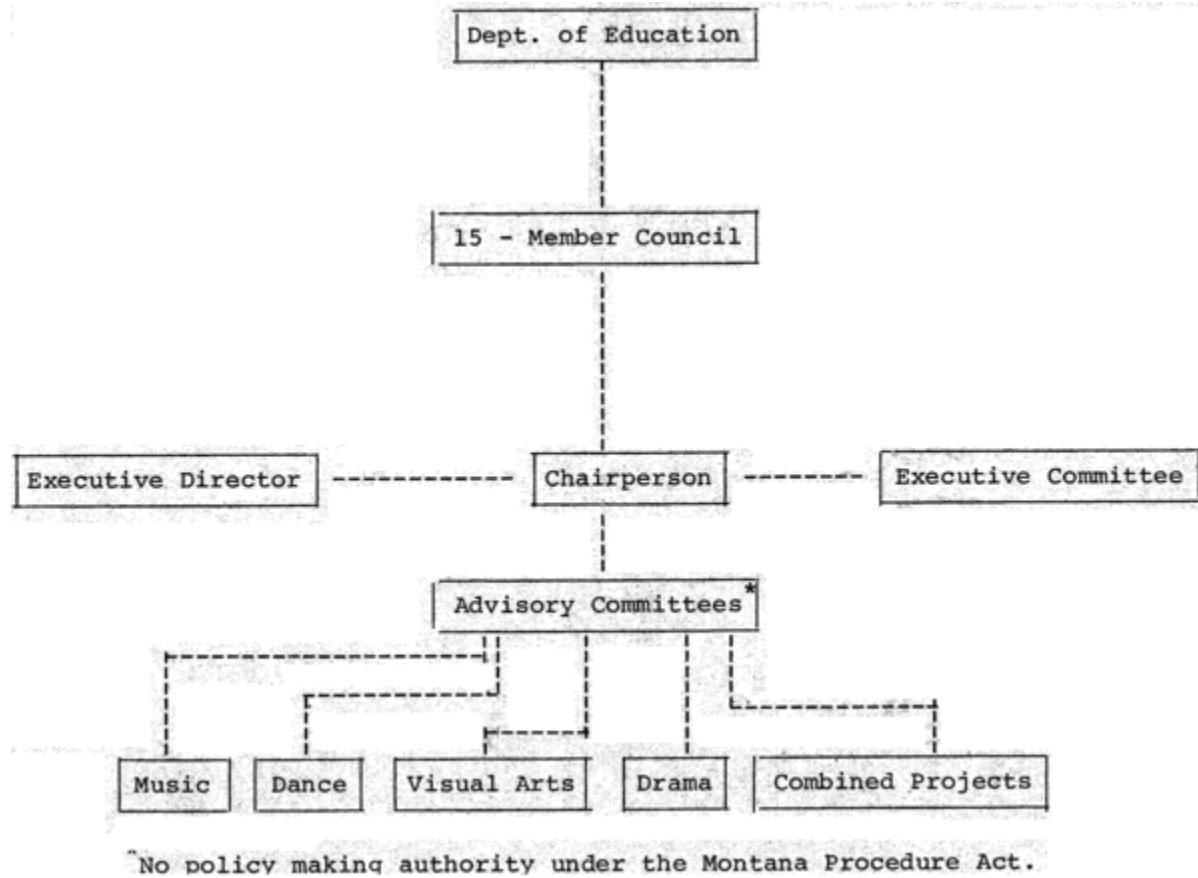 Dept. of Education
15 - Member Council
Executive Director Chairperson Executive Committee
Advisory Committees*
Music Dance Visual Arts Drama Combined Projects
*No policy making authority under the Montana Procedure Act.